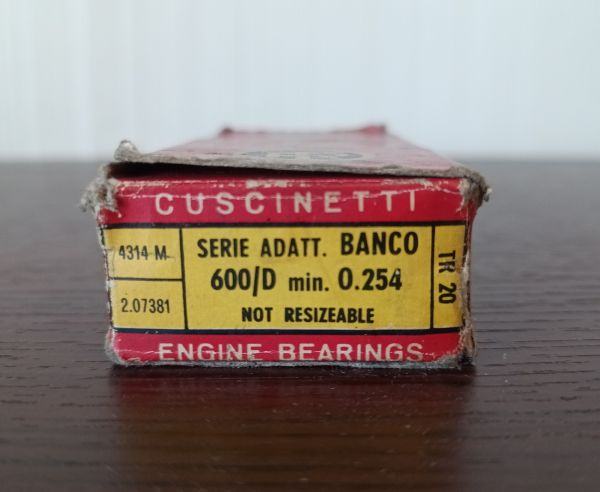 CUSCINETTI
4314 M
2.07381
SERIE ADATT. BANCO
600/D min. 0.254
NOT RESIZEABLE
TR 20
ENGINE BEARINGS